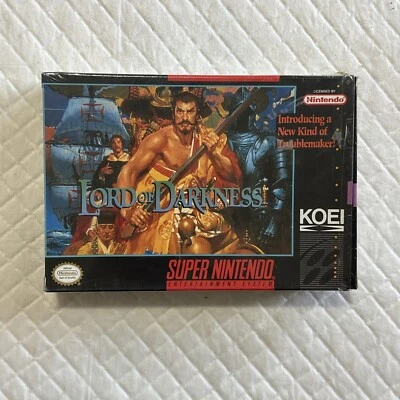 LICENSED BY
Nintendo
Introducing a
New Kind of
Troublemaker!
LORD OF DARKNESS
KOEI
Nintendo
SUPER NINTENDO
ENTERTAINMENT SYSTEM